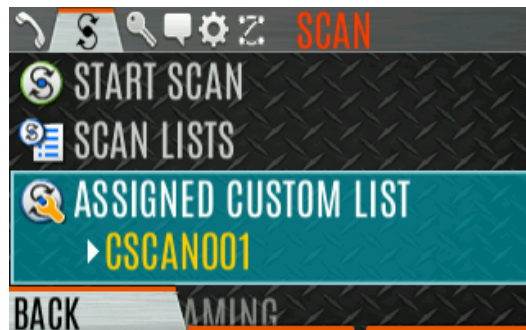 SCAN
START SCAN
SCAN LISTS
ASSIGNED CUSTOM LIST
CSCAN001
BACK